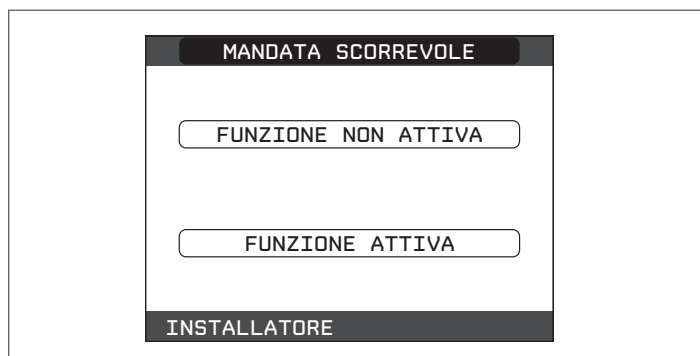 MANDATA SCORREVOLE
FUNZIONE NON ATTIVA
FUNZIONE ATTIVA
INSTALLATORE